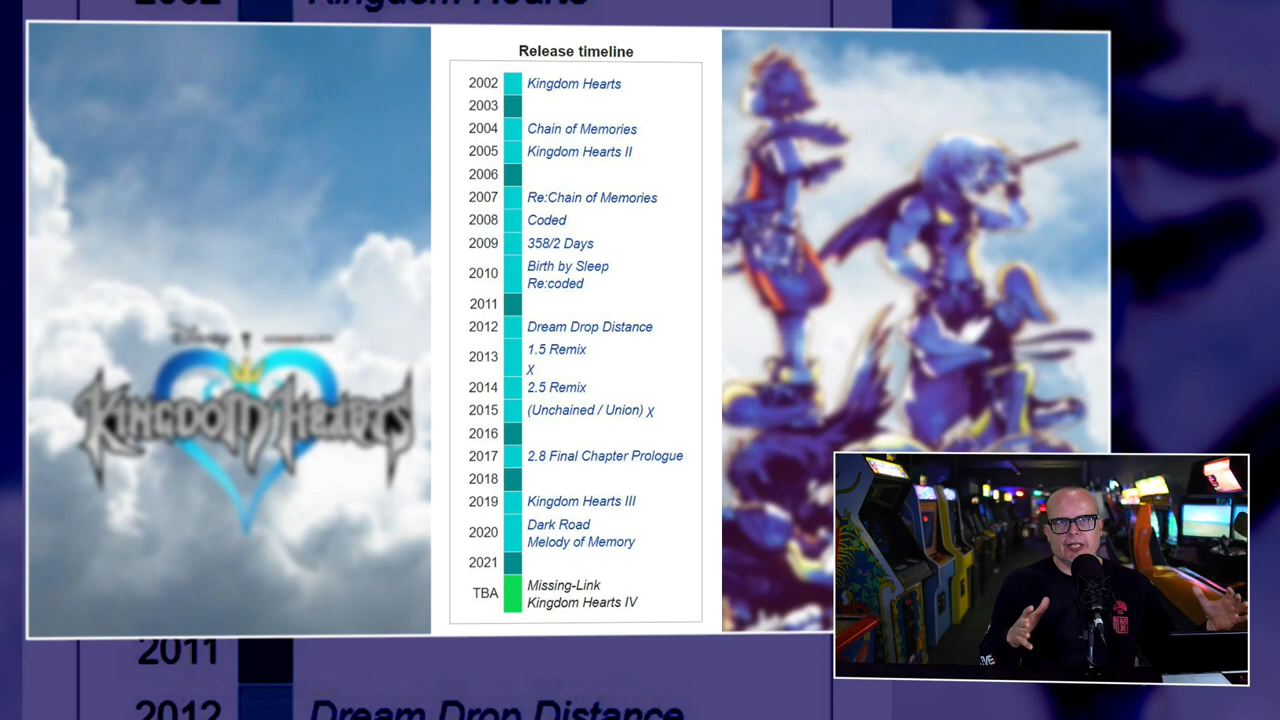 2002
Kingdom Hearts
Release timeline
2002 Kingdom Hearts
2003
2004 Chain of Memories
2005 Kingdom Hearts II
2006
2007 Re:Chain of Memories
2008 Coded
2009 358/2 Days
2010 Birth by Sleep
Re:coded
2011
2012 Dream Drop Distance
2013 1.5 Remix
χ
2014 2.5 Remix
2015 (Unchained / Union) χ
2016
2017 2.8 Final Chapter Prologue
2018
2019 Kingdom Hearts III
2020 Dark Road
Melody of Memory
2021
TBA Missing-Link
Kingdom Hearts IV
Disney
KINGDOM HEARTS
2011
2012 Dream Drop Distance